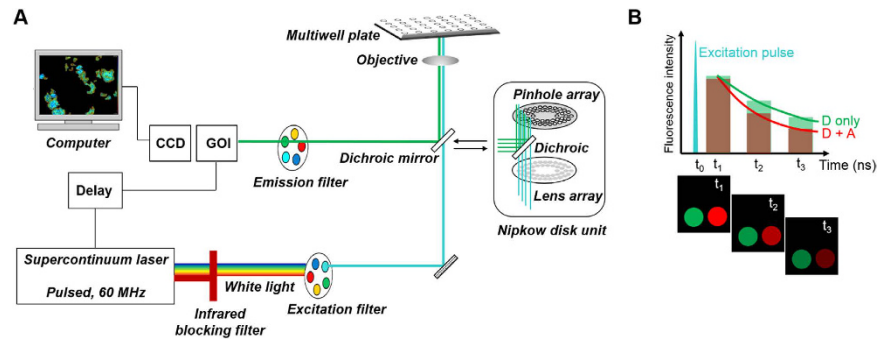 A
Multiwell plate
Objective
Computer
CCD
GOI
Emission filter
Dichroic mirror
Pinhole array
Dichroic
Lens array
Nipkow disk unit
Delay
Supercontinuum laser
Pulsed, 60 MHz
White light
Infrared
blocking filter
Excitation filter
B
Fluorescence intensity
Excitation pulse
D only
D + A
t0 t1 t2 t3 Time (ns)
t1
t2
t3